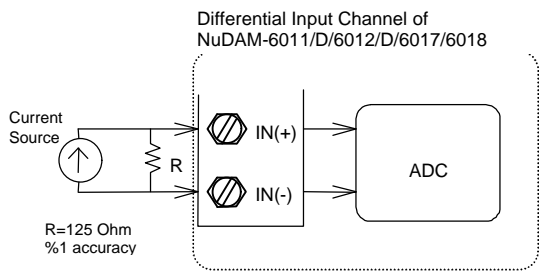 Differential Input Channel of
NuDAM-6011/D/6012/D/6017/6018
Current
Source
R
IN(+)
IN(-)
ADC
R=125 Ohm
%1 accuracy